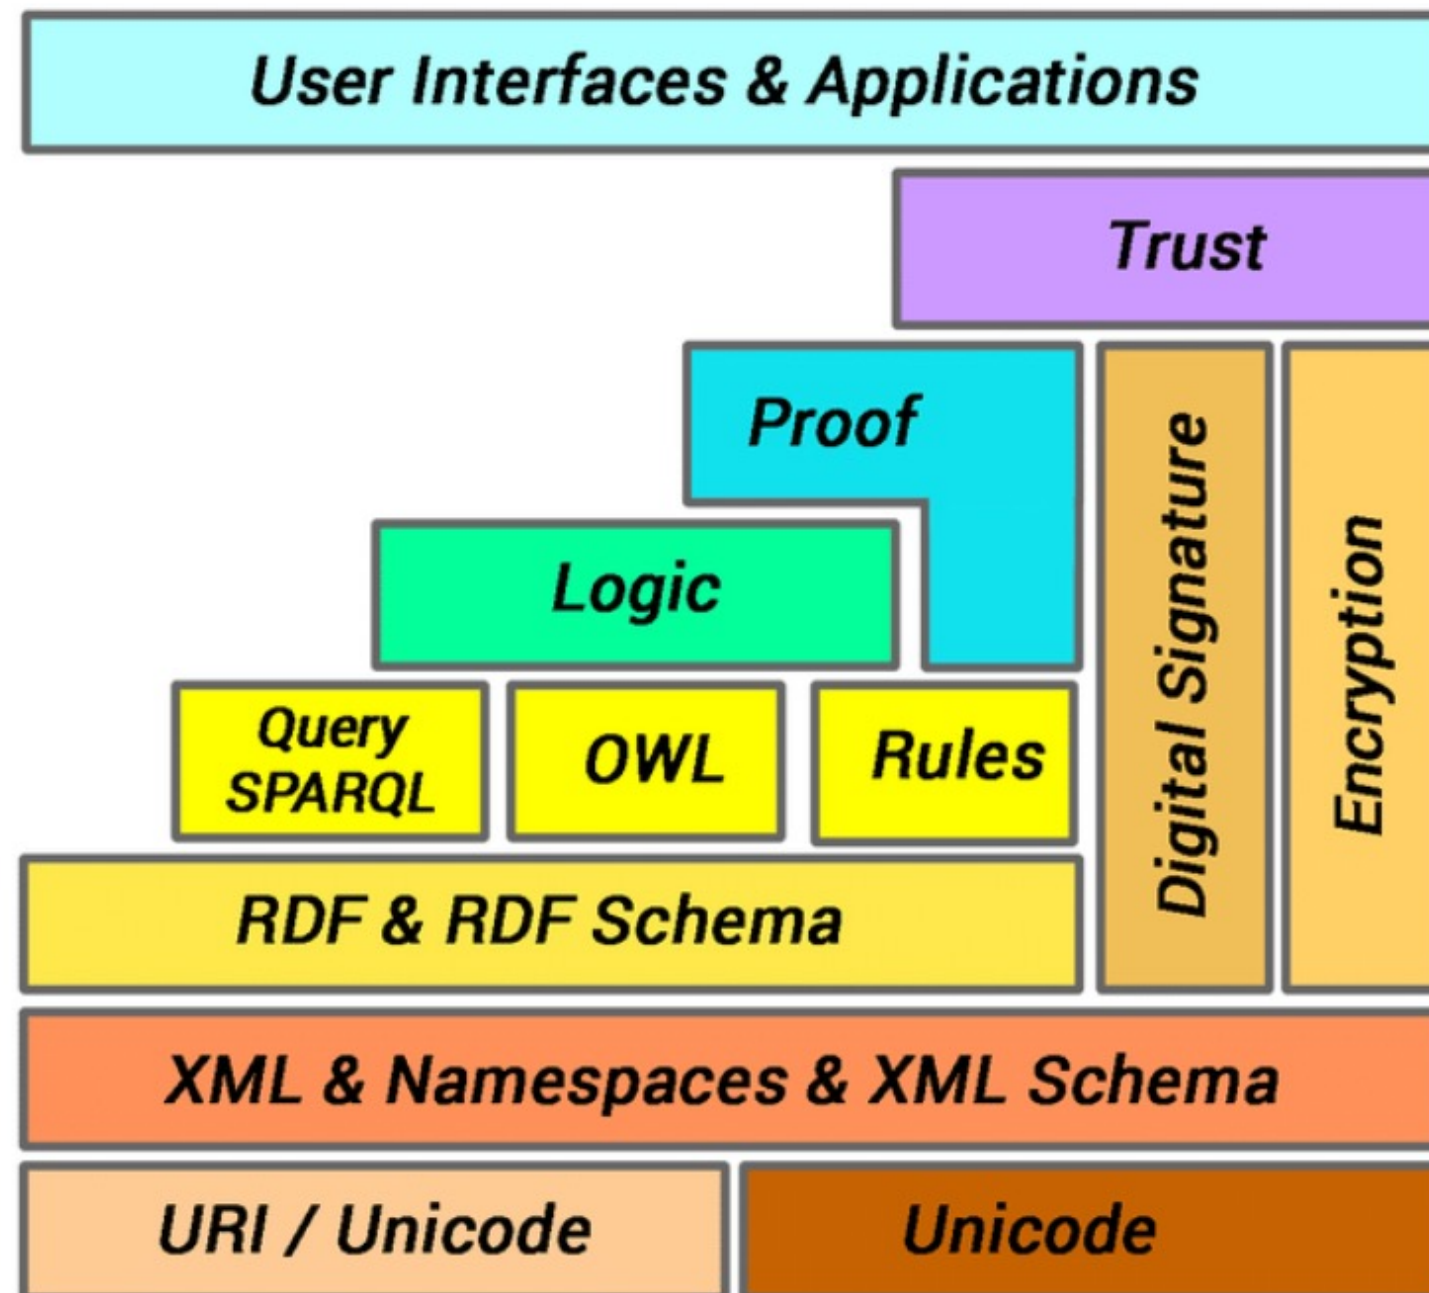 User Interfaces & Applications
Trust
Proof
Digital Signature
Encryption
Logic
Query
SPARQL
OWL
Rules
RDF & RDF Schema
XML & Namespaces & XML Schema
URI / Unicode
Unicode